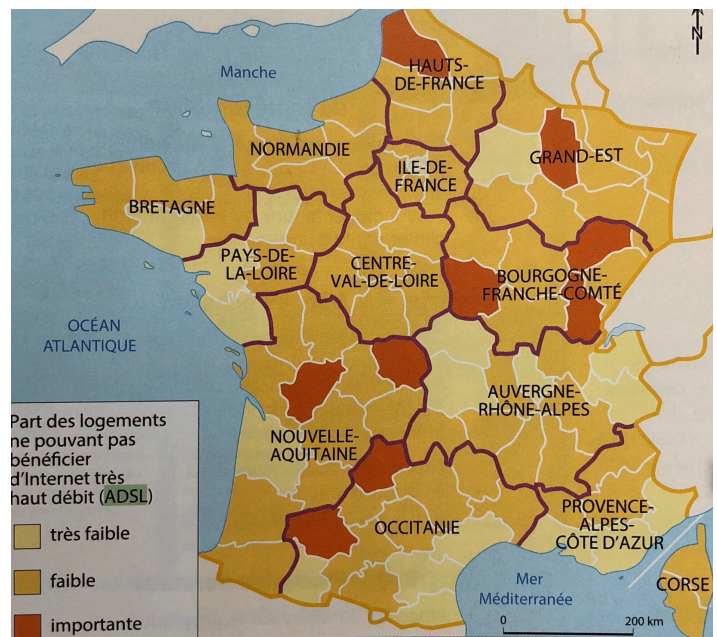 N
Manche
HAUTS-
DE-FRANCE
NORMANDIE
ILE-DE-
FRANCE
GRAND-EST
BRETAGNE
PAYS-DE-
LA-LOIRE
CENTRE-
VAL-DE-LOIRE
BOURGOGNE-
FRANCHE-COMTÉ
OCÉAN
ATLANTIQUE
AUVERGNE-
RHÔNE-ALPES
NOUVELLE-
AQUITAINE
OCCITANIE
PROVENCE-
ALPES-
CÔTE D'AZUR
CORSE
Mer
Méditerranée
0 200 km
Part des logements
ne pouvant pas
bénéficier
d'Internet très
haut débit (ADSL)
très faible
faible
importante